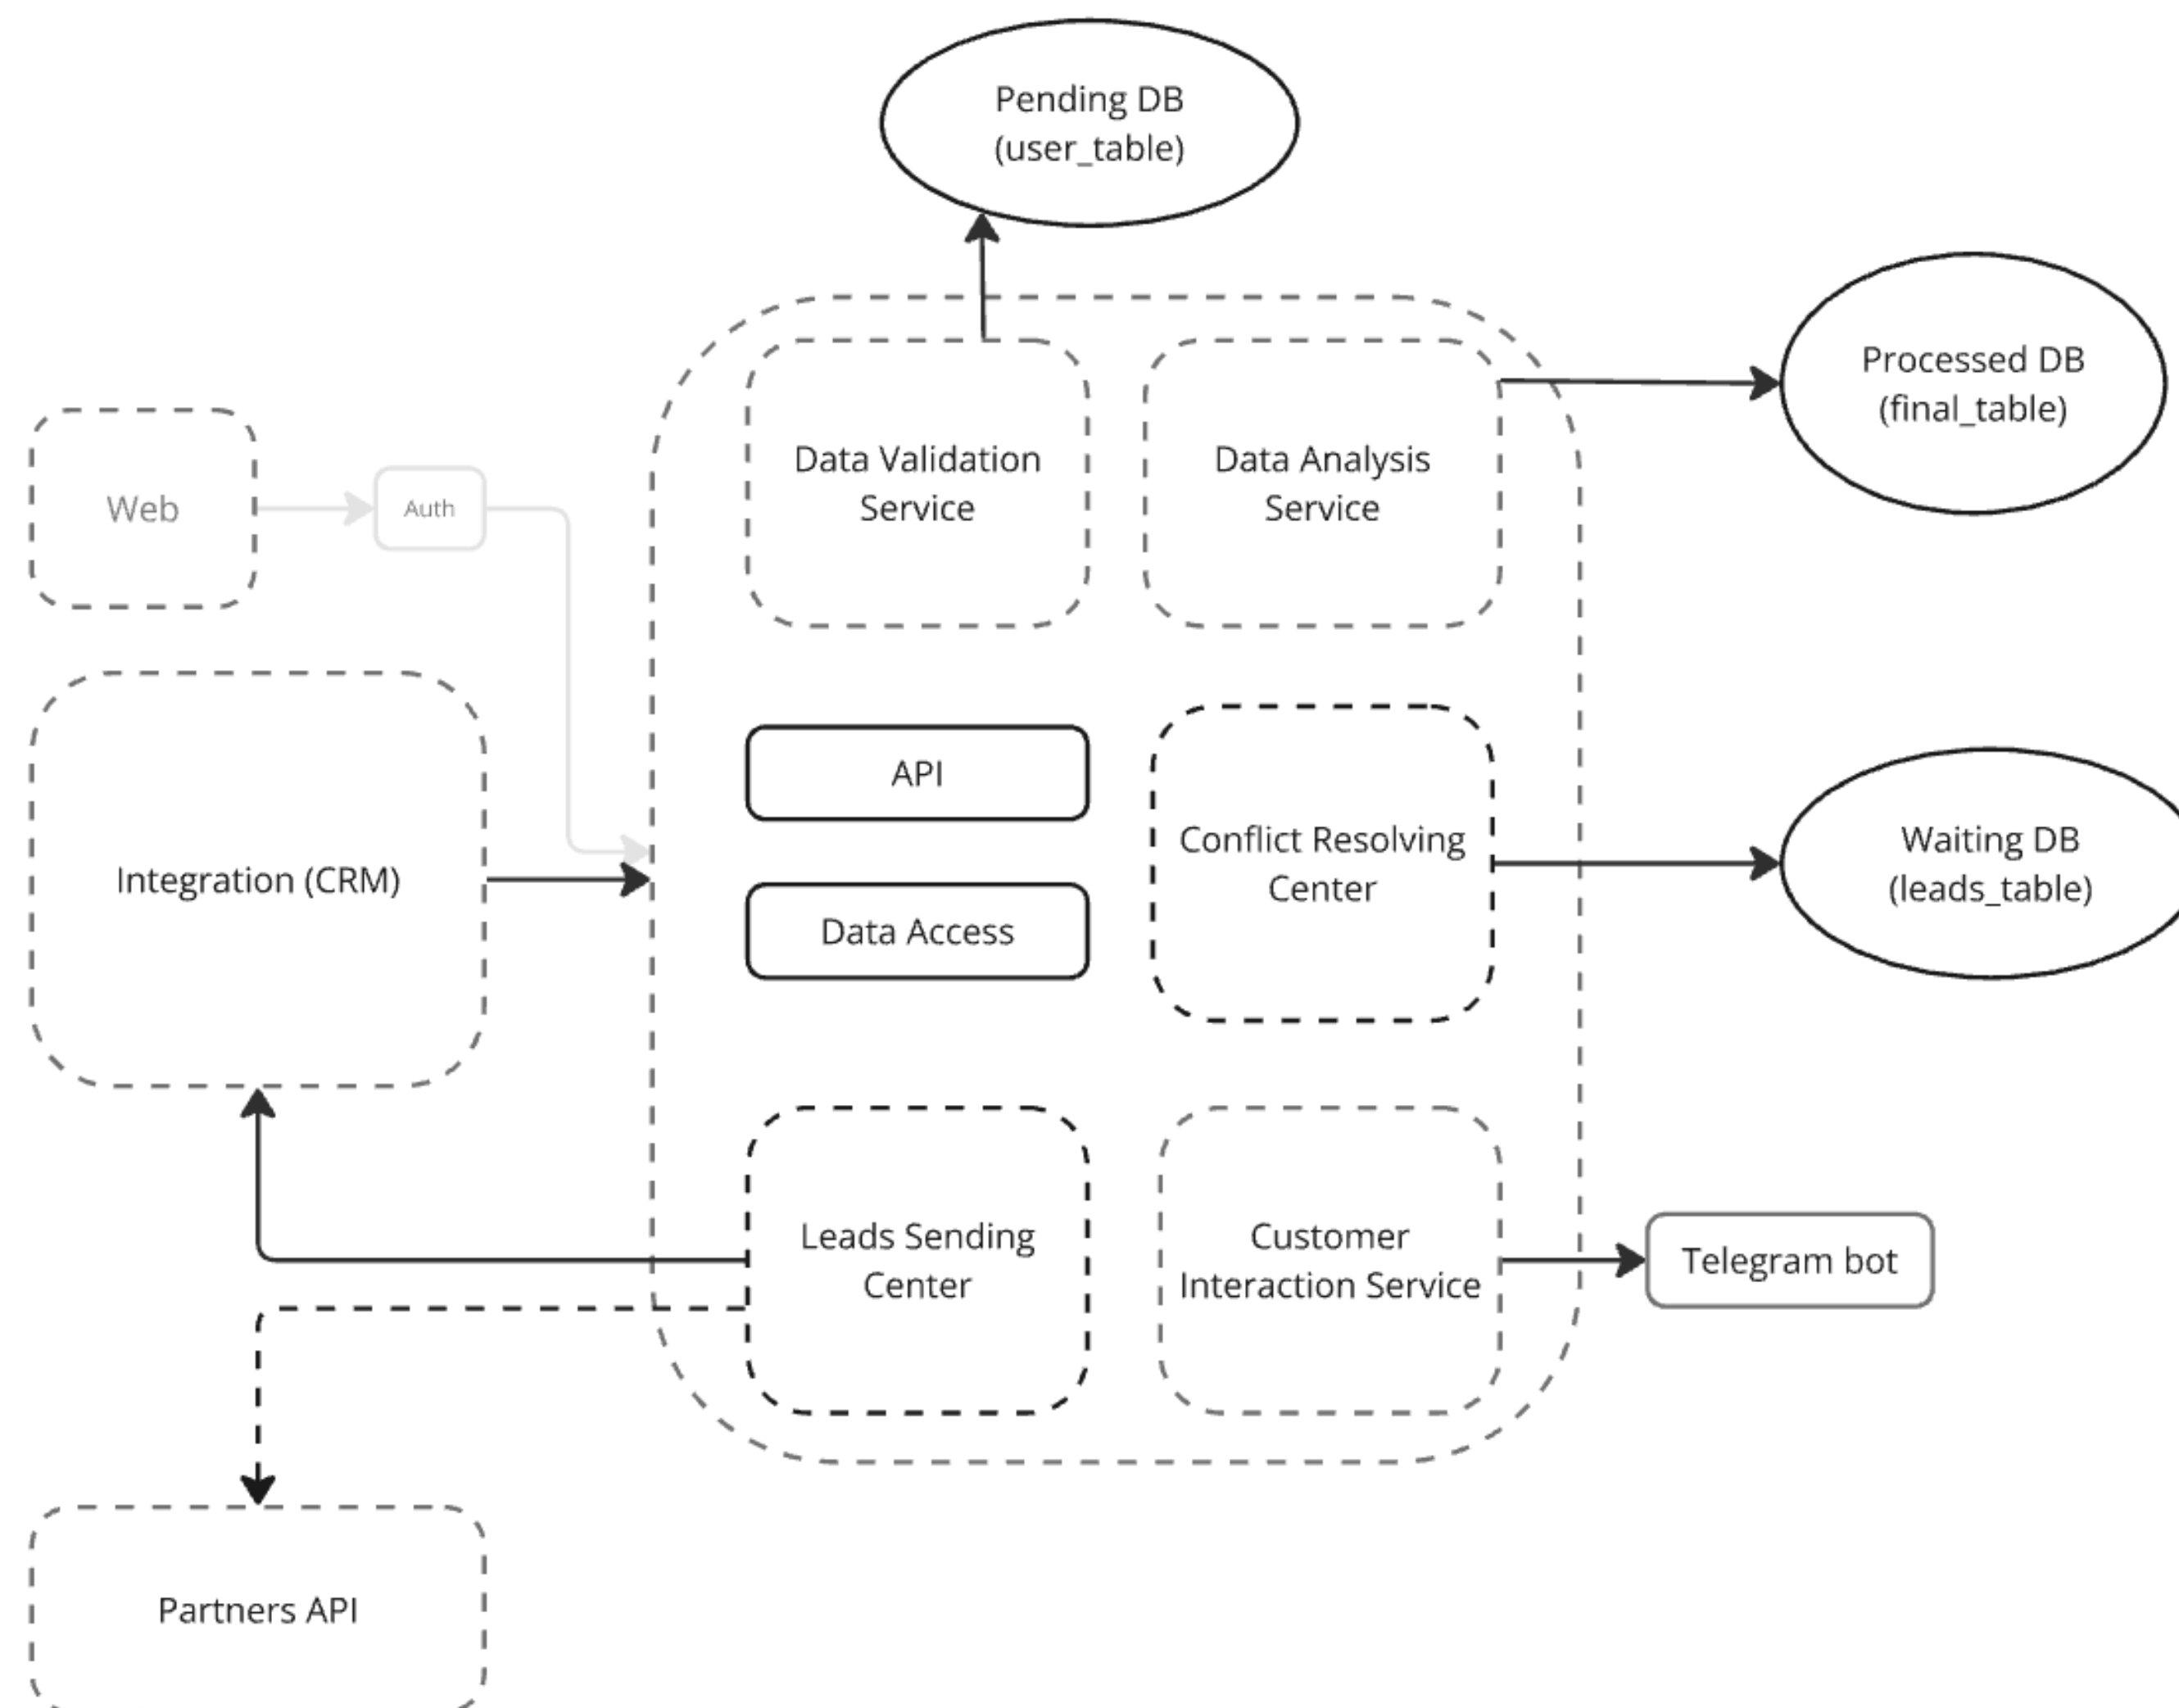 Pending DB
(user_table)
Processed DB
(final_table)
Web
Auth
Data Validation
Service
Data Analysis
Service
API
Data Access
Integration (CRM)
Conflict Resolving
Center
Waiting DB
(leads_table)
Leads Sending
Center
Customer
Interaction Service
Telegram bot
Partners API